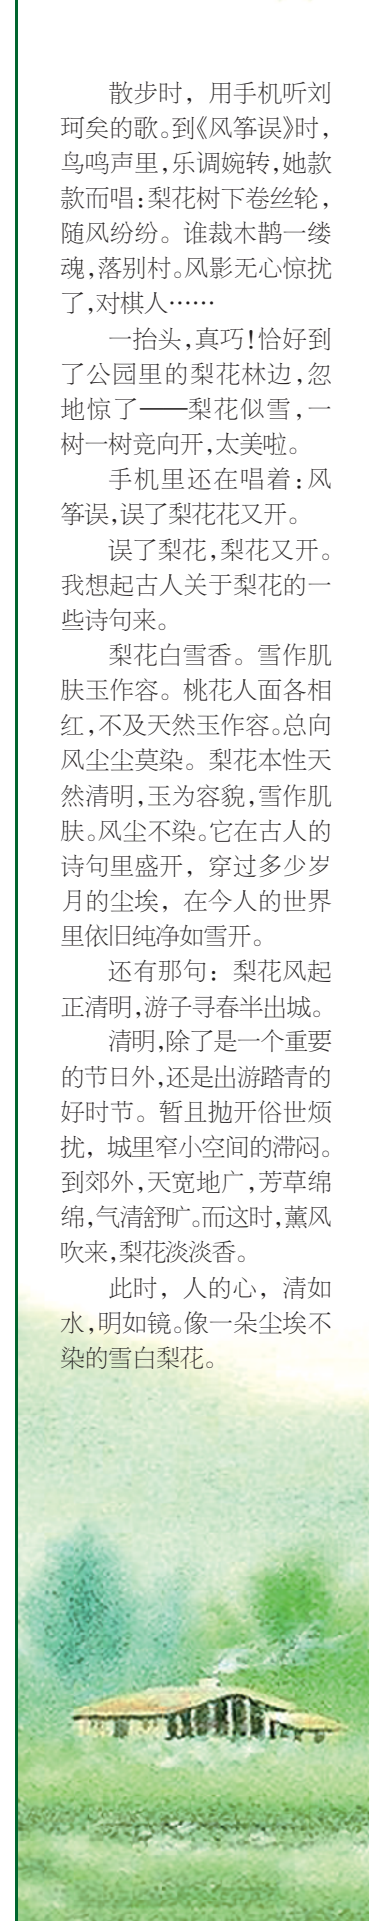 散步时，用手机听刘
珂矣的歌。到《风筝误》时，
鸟鸣声里，乐调婉转，她款
款而唱：梨花树下卷丝轮，
随风纷纷。谁裁木鹊一缕
魂，落别村。风影无心惊扰
了，对棋人……
一抬头，真巧！恰好到
了公园里的梨花林边，忽
地惊了——梨花似雪，一
树一树竞向开，太美啦。
手机里还在唱着：风
筝误，误了梨花花又开。
误了梨花，梨花又开。
我想起古人关于梨花的一
些诗句来。
梨花白雪香。雪作肌
肤玉作容。桃花人面各相
红，不及天然玉作容。总向
风尘尘莫染。梨花本性天
然清明，玉为容貌，雪作肌
肤。风尘不染。它在古人的
诗句里盛开，穿过多少岁
月的尘埃，在今人的世界
里依旧纯净如雪开。
还有那句：梨花风起
正清明，游子寻春半出城。
清明，除了是一个重要
的节日外，还是出游踏青的
好时节。暂且抛开俗世烦
扰，城里窄小空间的滞闷。
到郊外，天宽地广，芳草绵
绵，气清舒旷。而这时，薰风
吹来，梨花淡淡香。
此时，人的心，清如
水，明如镜。像一朵尘埃不
染的雪白梨花。